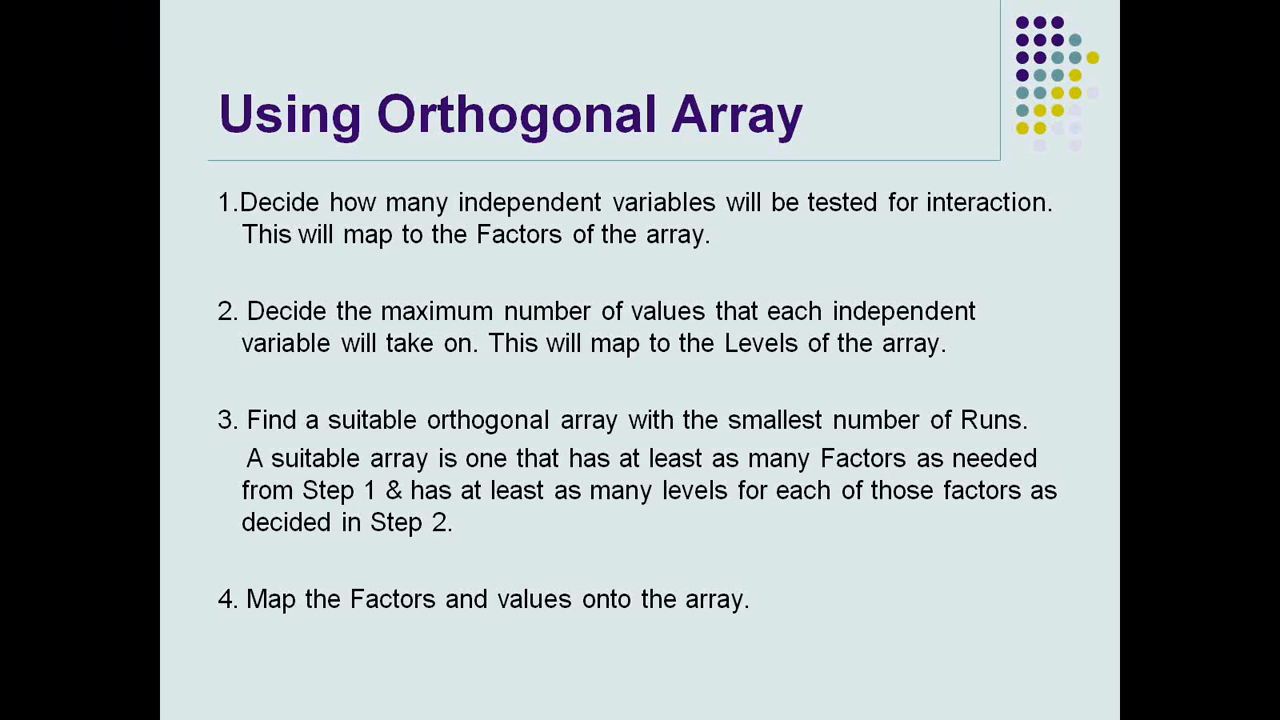 Using Orthogonal Array
1.Decide how many independent variables will be tested for interaction.
This will map to the Factors of the array.
2. Decide the maximum number of values that each independent
variable will take on. This will map to the Levels of the array.
3. Find a suitable orthogonal array with the smallest number of Runs.
A suitable array is one that has at least as many Factors as needed
from Step 1 & has at least as many levels for each of those factors as
decided in Step 2.
4. Map the Factors and values onto the array.